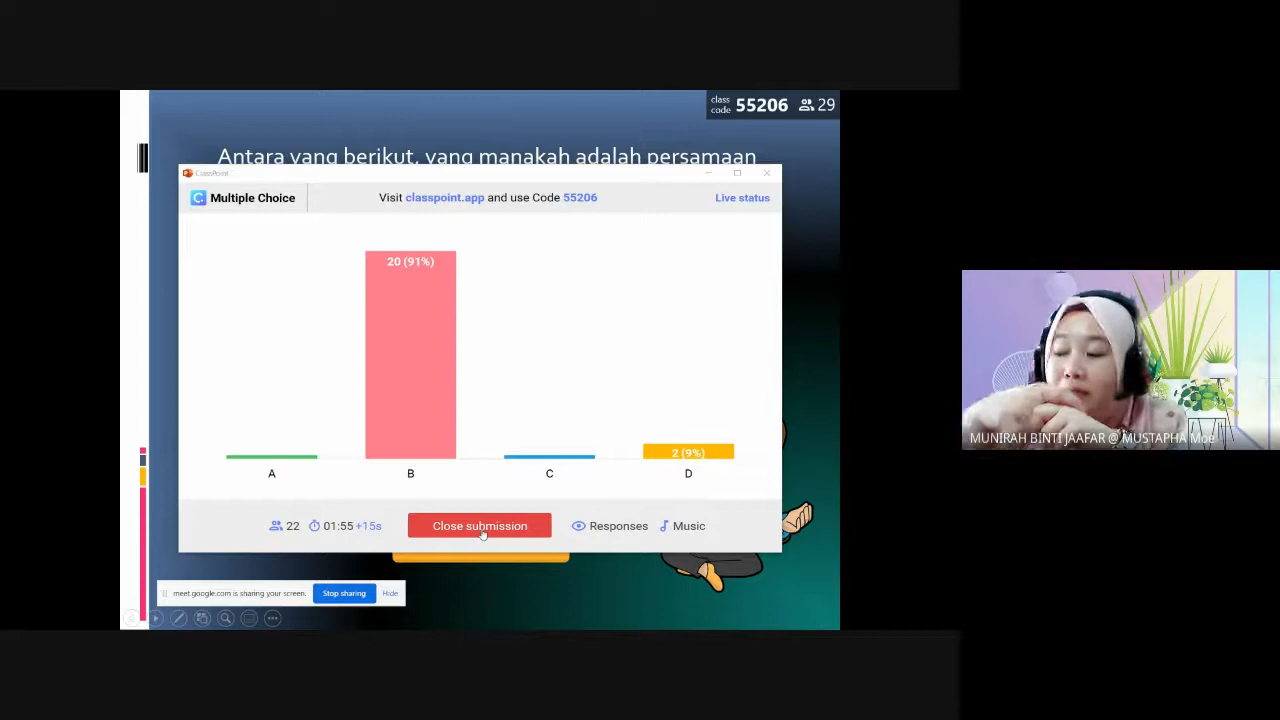 class code 55206 29
Antara yang berikut, yang manakah adalah persamaan
ClassPoint
Multiple Choice
Visit classpoint.app and use Code 55206
Live status
20 (91%)
2 (9%)
A B C D
22 01:55 +15s
Close submission
Responses
Music
meet.google.com is sharing your screen.
Stop sharing
Hide
MUNIRAH BINTI JAAFAR @ MUSTAPHA Moe